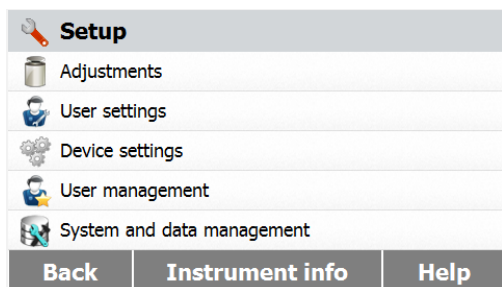 Setup
Adjustments
User settings
Device settings
User management
System and data management
Back Instrument info Help